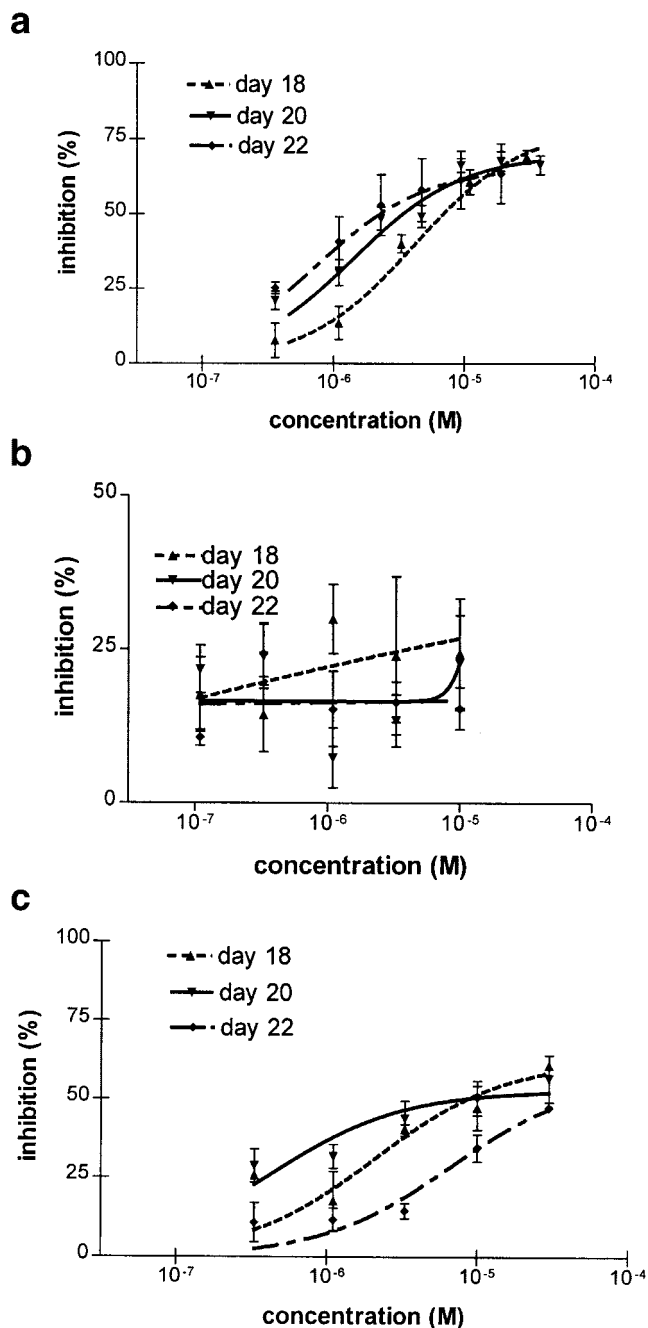 a
100
75
50
25
0
inhibition (%)
day 18
day 20
day 22
10⁻⁷
10⁻⁶
10⁻⁵
10⁻⁴
concentration (M)
b
50
25
0
inhibition (%)
day 18
day 20
day 22
10⁻⁷
10⁻⁶
10⁻⁵
10⁻⁴
concentration (M)
c
100
75
50
25
0
inhibition (%)
day 18
day 20
day 22
10⁻⁷
10⁻⁶
10⁻⁵
10⁻⁴
concentration (M)